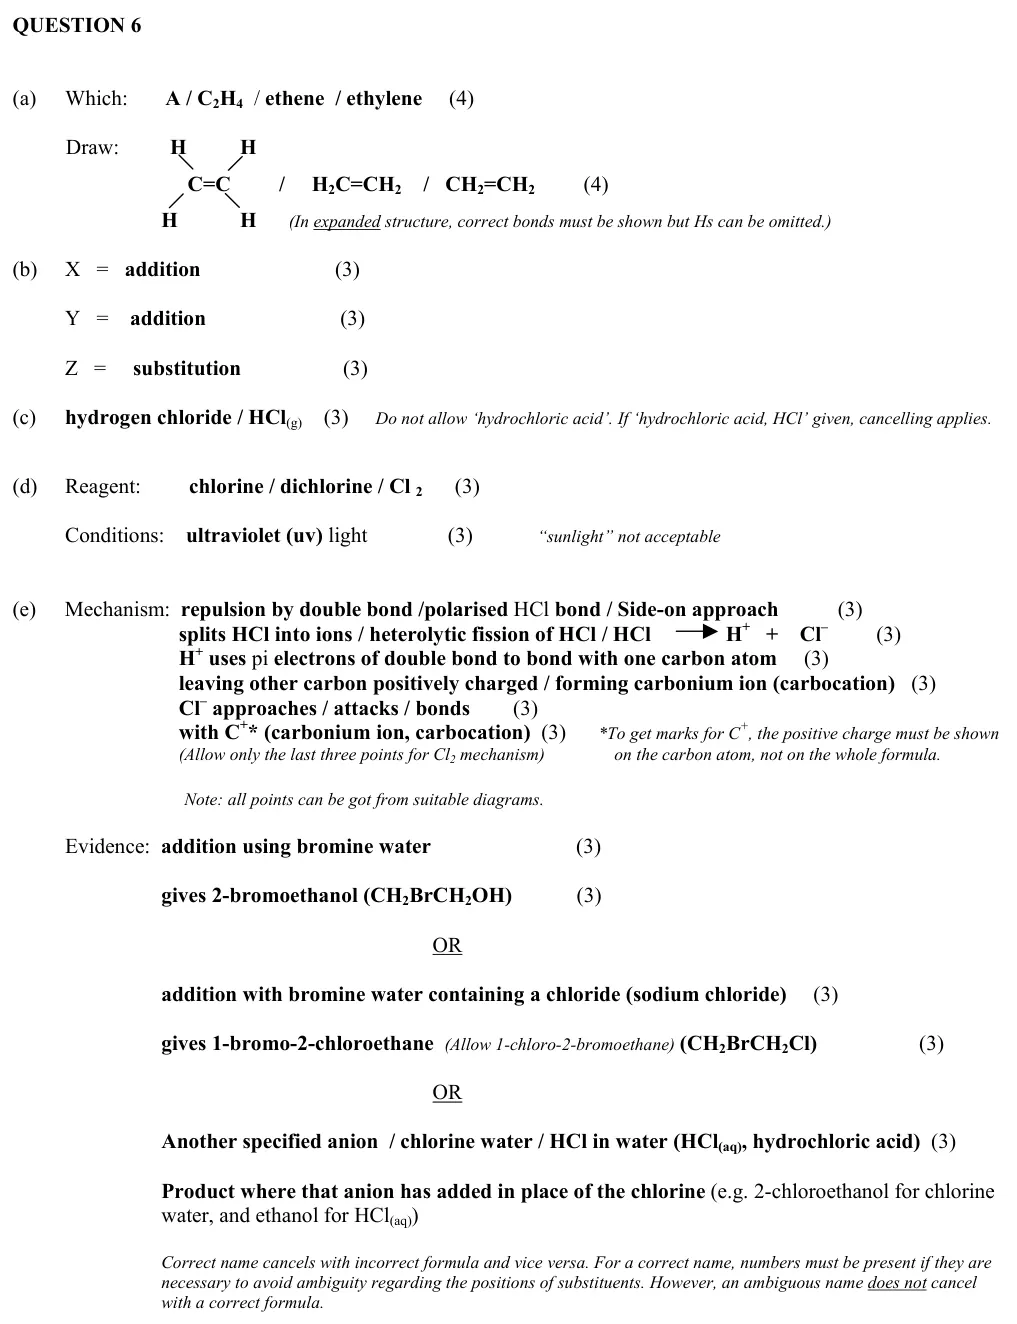 QUESTION 6
(a) Which: A / C₂H₄ / ethene / ethylene (4)
Draw: H H
C=C / H₂C=CH₂ / CH₂=CH₂ (4)
H H (In expanded structure, correct bonds must be shown but Hs can be omitted.)
(b) X = addition (3)
Y = addition (3)
Z = substitution (3)
(c) hydrogen chloride / HCl(g) (3) Do not allow ‘hydrochloric acid’. If ‘hydrochloric acid, HCl’ given, cancelling applies.
(d) Reagent: chlorine / dichlorine / Cl ₂ (3)
Conditions: ultraviolet (uv) light (3) “sunlight” not acceptable
(e) Mechanism: repulsion by double bond /polarised HCl bond / Side-on approach (3)
splits HCl into ions / heterolytic fission of HCl / HCl → H⁺ + Cl⁻ (3)
H⁺ uses pi electrons of double bond to bond with one carbon atom (3)
leaving other carbon positively charged / forming carbonium ion (carbocation) (3)
Cl⁻ approaches / attacks / bonds (3)
with C⁺* (carbonium ion, carbocation) (3) *To get marks for C⁺, the positive charge must be shown
(Allow only the last three points for Cl₂ mechanism) on the carbon atom, not on the whole formula.
Note: all points can be got from suitable diagrams.
Evidence: addition using bromine water (3)
gives 2-bromoethanol (CH₂BrCH₂OH) (3)
OR
addition with bromine water containing a chloride (sodium chloride) (3)
gives 1-bromo-2-chloroethane (Allow 1-chloro-2-bromoethane) (CH₂BrCH₂Cl) (3)
OR
Another specified anion / chlorine water / HCl in water (HCl(aq), hydrochloric acid) (3)
Product where that anion has added in place of the chlorine (e.g. 2-chloroethanol for chlorine
water, and ethanol for HCl(aq))
Correct name cancels with incorrect formula and vice versa. For a correct name, numbers must be present if they are
necessary to avoid ambiguity regarding the positions of substituents. However, an ambiguous name does not cancel
with a correct formula.